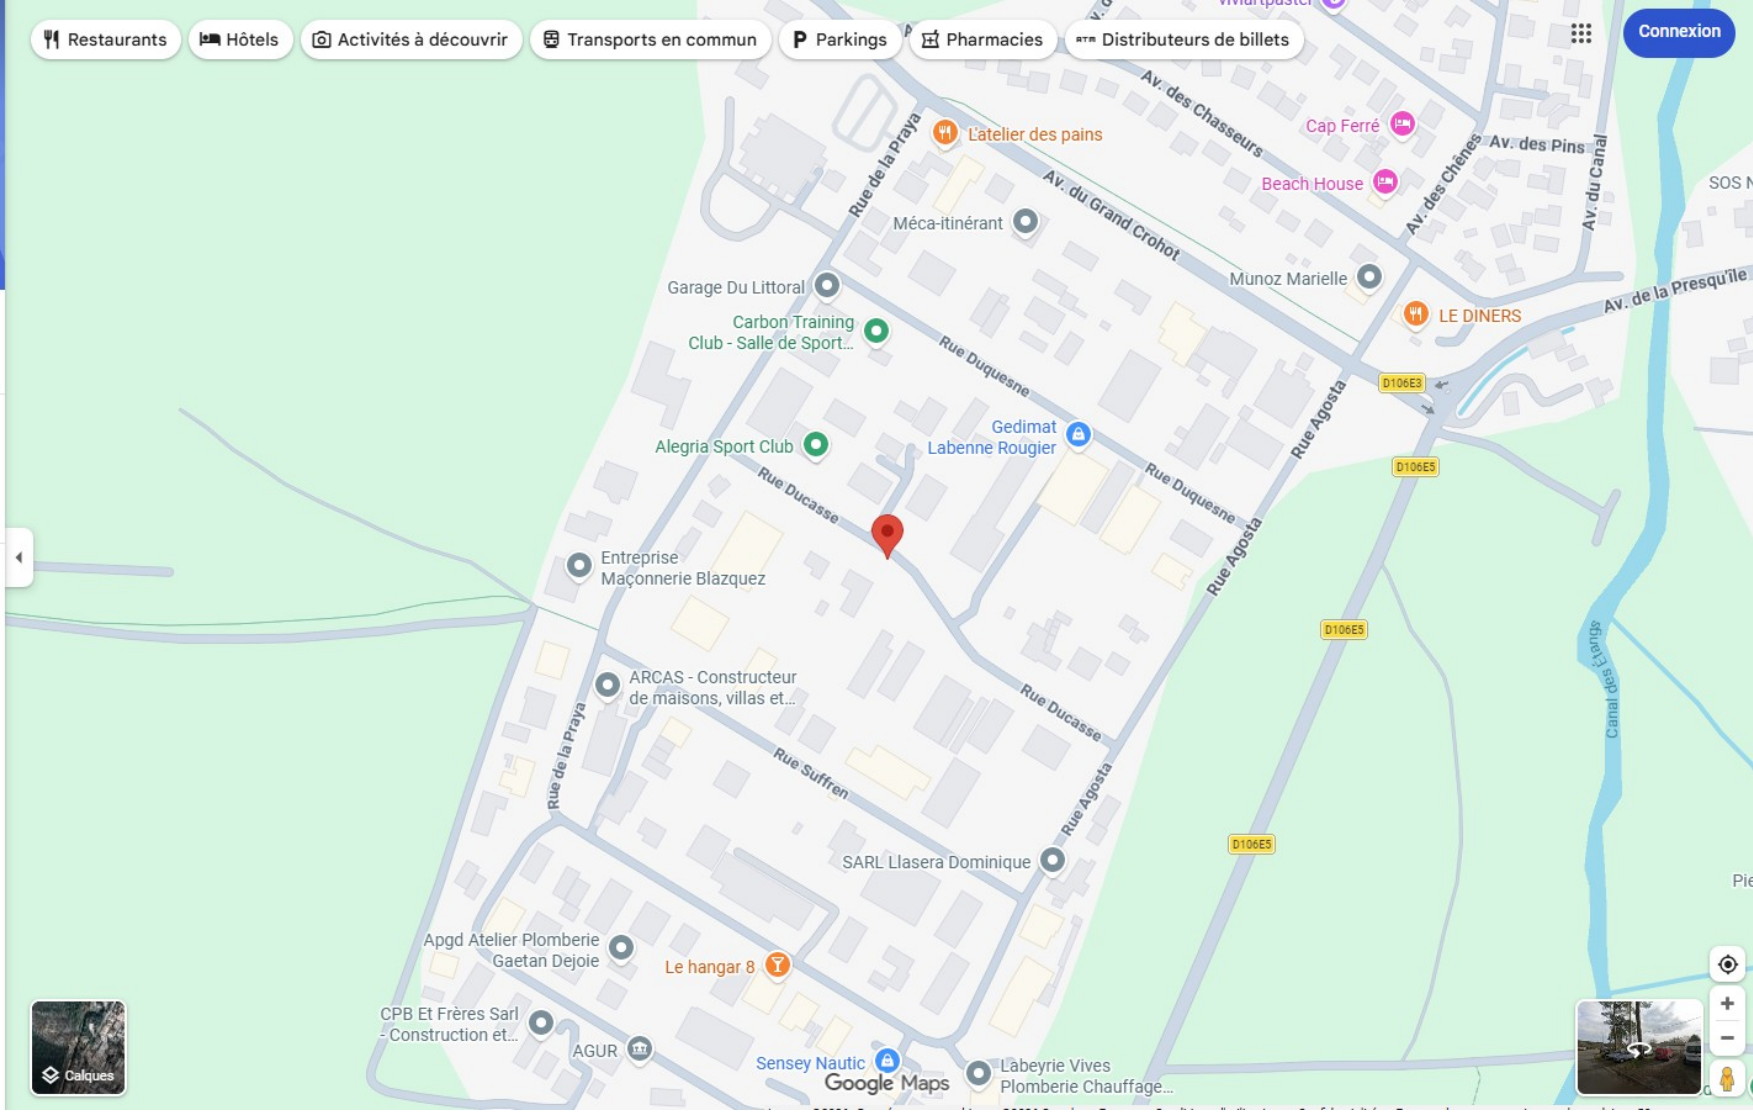 Viviartpastel
Restaurants
Hôtels
Activités à découvrir
Transports en commun
Parkings
Pharmacies
Distributeurs de billets
Connexion
Av. des Chasseurs
Cap Ferré
Av. des Pins
Av. des Chênes
Av. du Canal
Beach House
SOS N
L'atelier des pains
Rue de la Praya
Av. du Grand Crohot
Méca-itinérant
Munoz Marielle
Av. de la Presqu'île
LE DINERS
Garage Du Littoral
Carbon Training
Club - Salle de Sport...
Rue Duquesne
D106E3
Rue Agosta
Gedimat
Labenne Rougier
Alegria Sport Club
D106E5
Rue Ducasse
Rue Duquesne
Rue Agosta
Entreprise
Maçonnerie Blazquez
D106E5
Canal des Étangs
ARCAS - Constructeur
de maisons, villas et...
Rue Ducasse
Rue de la Praya
Rue Suffren
Rue Agosta
D106E5
SARL Llasera Dominique
Pie
Apgd Atelier Plomberie
Gaetan Dejoie
Le hangar 8
CPB Et Frères Sarl
- Construction et...
AGUR
Sensey Nautic
Labeyrie Vives
Plomberie Chauffage...
Calques
Google Maps